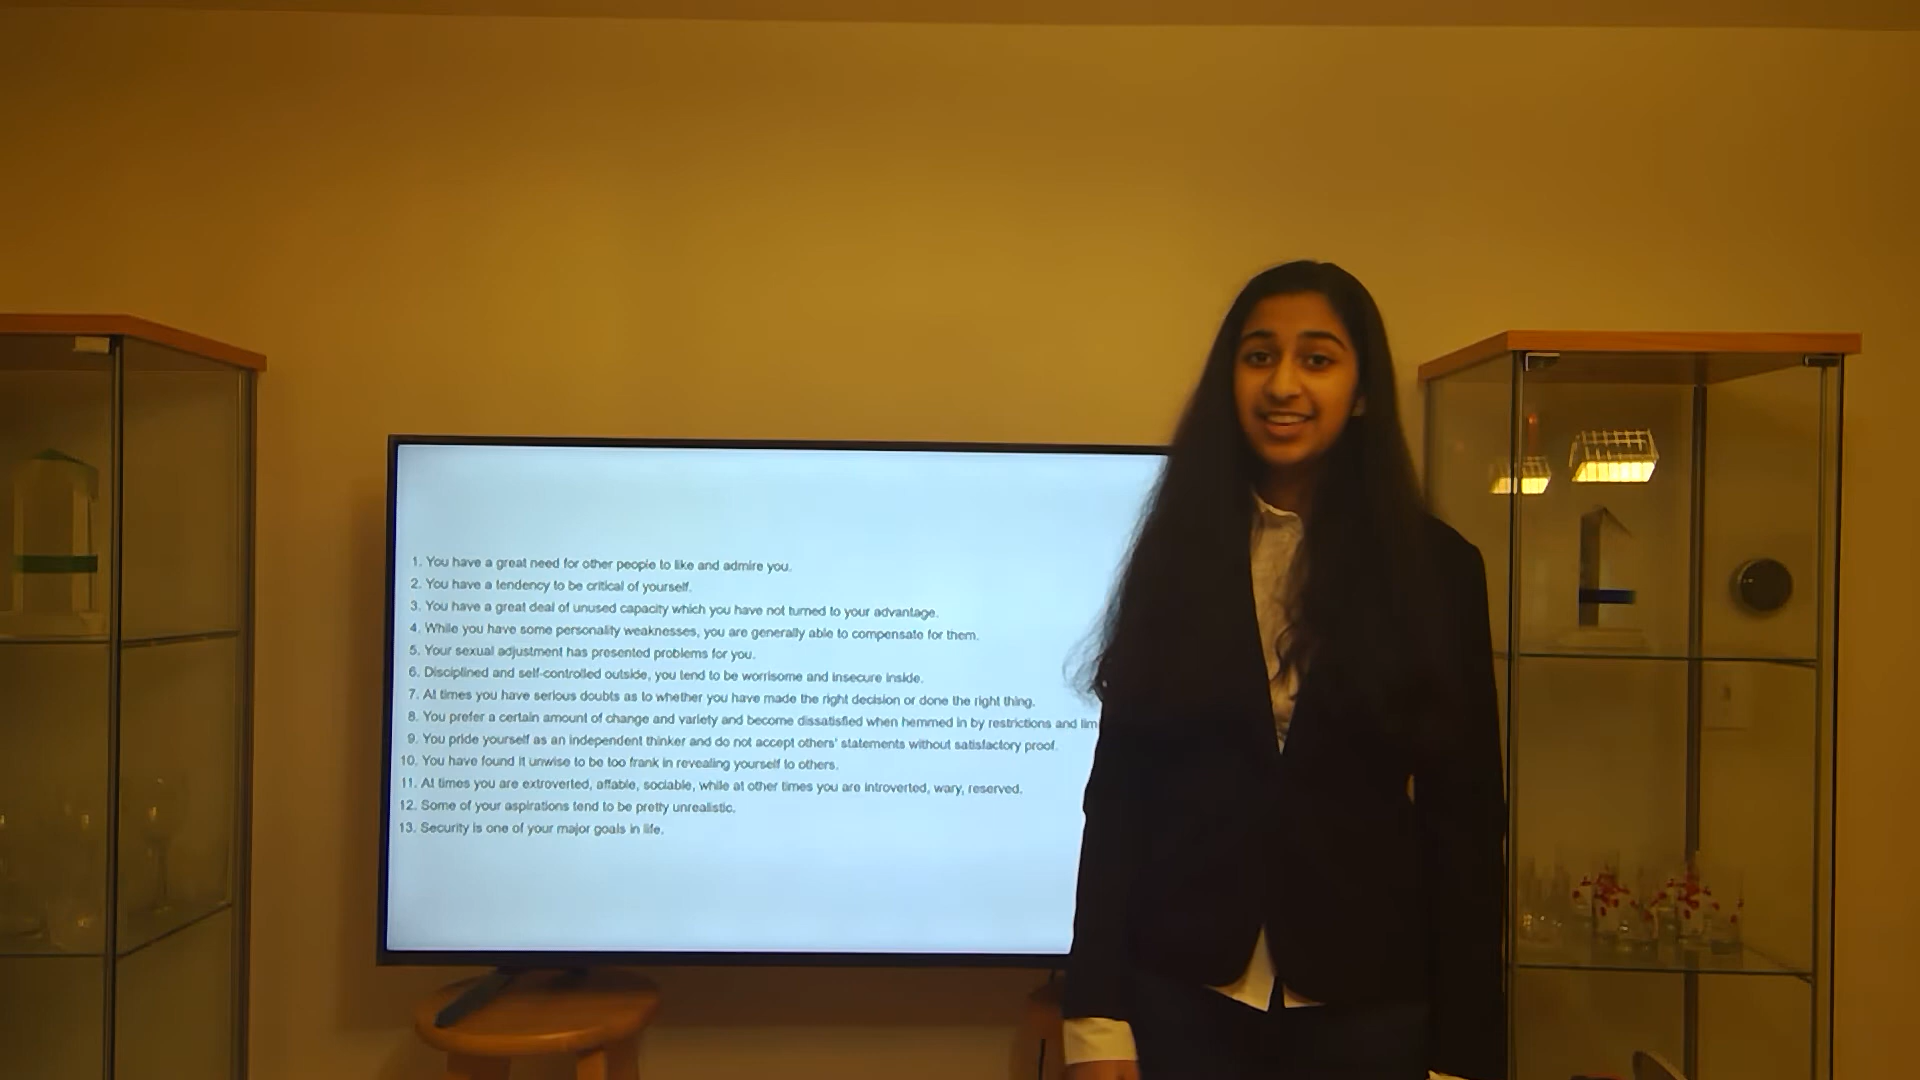 1. You have a great need for other people to like and admire you.
2. You have a tendency to be critical of yourself.
3. You have a great deal of unused capacity which you have not turned to your advantage.
4. While you have some personality weaknesses, you are generally able to compensate for them.
5. Your sexual adjustment has presented problems for you.
6. Disciplined and self-controlled outside, you tend to be worrisome and insecure inside.
7. At times you have serious doubts as to whether you have made the right decision or done the right thing.
8. You prefer a certain amount of change and variety and become dissatisfied when hemmed in by restrictions and lim
9. You pride yourself as an independent thinker and do not accept others' statements without satisfactory proof.
10. You have found it unwise to be too frank in revealing yourself to others.
11. At times you are extroverted, affable, sociable, while at other times you are introverted, wary, reserved.
12. Some of your aspirations tend to be pretty unrealistic.
13. Security is one of your major goals in life.